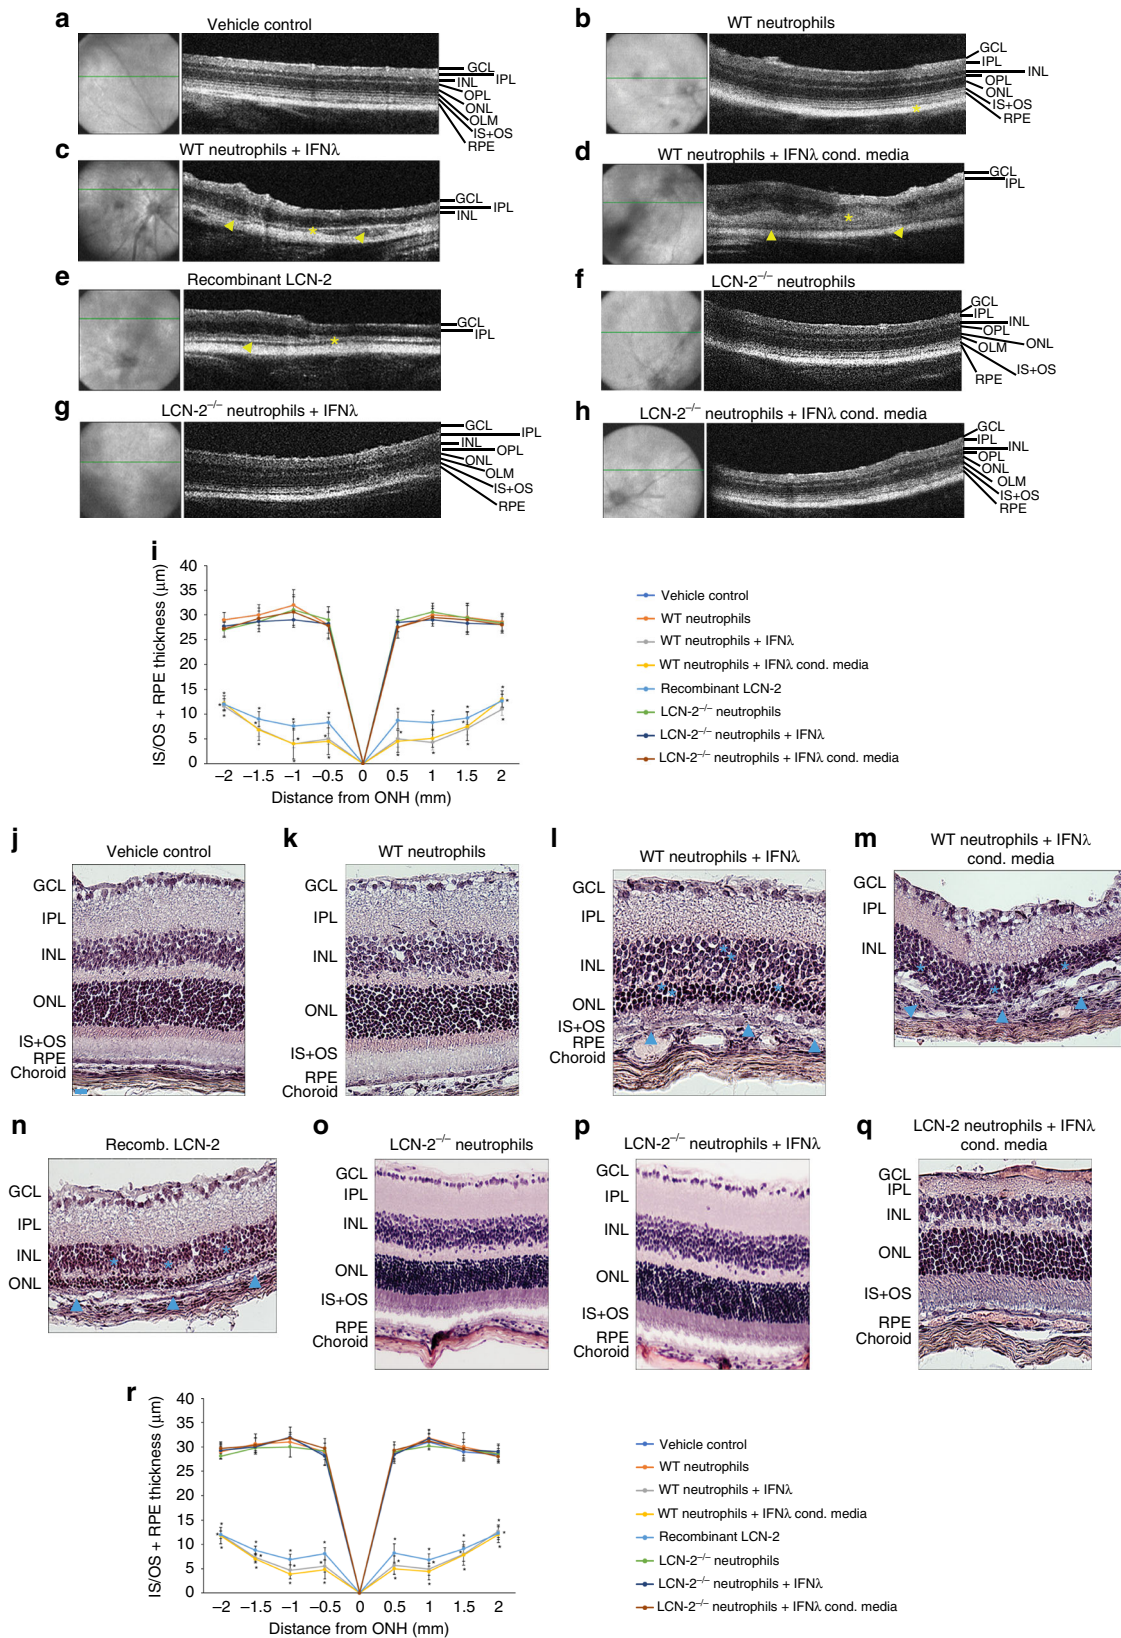 a
Vehicle control
GCL
IPL
INL
OPL
ONL
OLM
IS+OS
RPE
b
WT neutrophils
GCL
IPL
INL
OPL
ONL
IS+OS
RPE
c
WT neutrophils + IFNλ
GCL
IPL
INL
d
WT neutrophils + IFNλ cond. media
GCL
IPL
e
Recombinant LCN-2
GCL
IPL
f
LCN-2⁻/⁻ neutrophils
GCL
IPL
INL
OPL
ONL
OLM
IS+OS
RPE
g
LCN-2⁻/⁻ neutrophils + IFNλ
GCL
IPL
INL
OPL
ONL
OLM
IS+OS
RPE
h
LCN-2⁻/⁻ neutrophils + IFNλ cond. media
GCL
IPL
INL
OPL
ONL
OLM
IS+OS
RPE
i
IS/OS + RPE thickness (μm)
40
35
30
25
20
15
10
5
0
−2 −1.5 −1 −0.5 0 0.5 1 1.5 2
Distance from ONH (mm)
Vehicle control
WT neutrophils
WT neutrophils + IFNλ
WT neutrophils + IFNλ cond. media
Recombinant LCN-2
LCN-2⁻/⁻ neutrophils
LCN-2⁻/⁻ neutrophils + IFNλ
LCN-2⁻/⁻ neutrophils + IFNλ cond. media
j
Vehicle control
GCL
IPL
INL
ONL
IS+OS
RPE
Choroid
k
WT neutrophils
GCL
IPL
INL
ONL
IS+OS
RPE
Choroid
l
WT neutrophils + IFNλ
GCL
IPL
INL
ONL
IS+OS
RPE
Choroid
m
WT neutrophils + IFNλ
cond. media
GCL
IPL
INL
n
Recomb. LCN-2
GCL
IPL
INL
ONL
o
LCN-2⁻/⁻ neutrophils
GCL
IPL
INL
ONL
IS+OS
RPE
Choroid
p
LCN-2⁻/⁻ neutrophils + IFNλ
GCL
IPL
INL
ONL
IS+OS
RPE
Choroid
q
LCN-2 neutrophils + IFNλ
cond. media
GCL
IPL
INL
ONL
IS+OS
RPE
Choroid
r
IS/OS + RPE thickness (μm)
40
35
30
25
20
15
10
5
0
−2 −1.5 −1 −0.5 0 0.5 1 1.5 2
Distance from ONH (mm)
Vehicle control
WT neutrophils
WT neutrophils + IFNλ
WT neutrophils + IFNλ cond. media
Recombinant LCN-2
LCN-2⁻/⁻ neutrophils
LCN-2⁻/⁻ neutrophils + IFNλ
LCN-2⁻/⁻ neutrophils + IFNλ cond. media